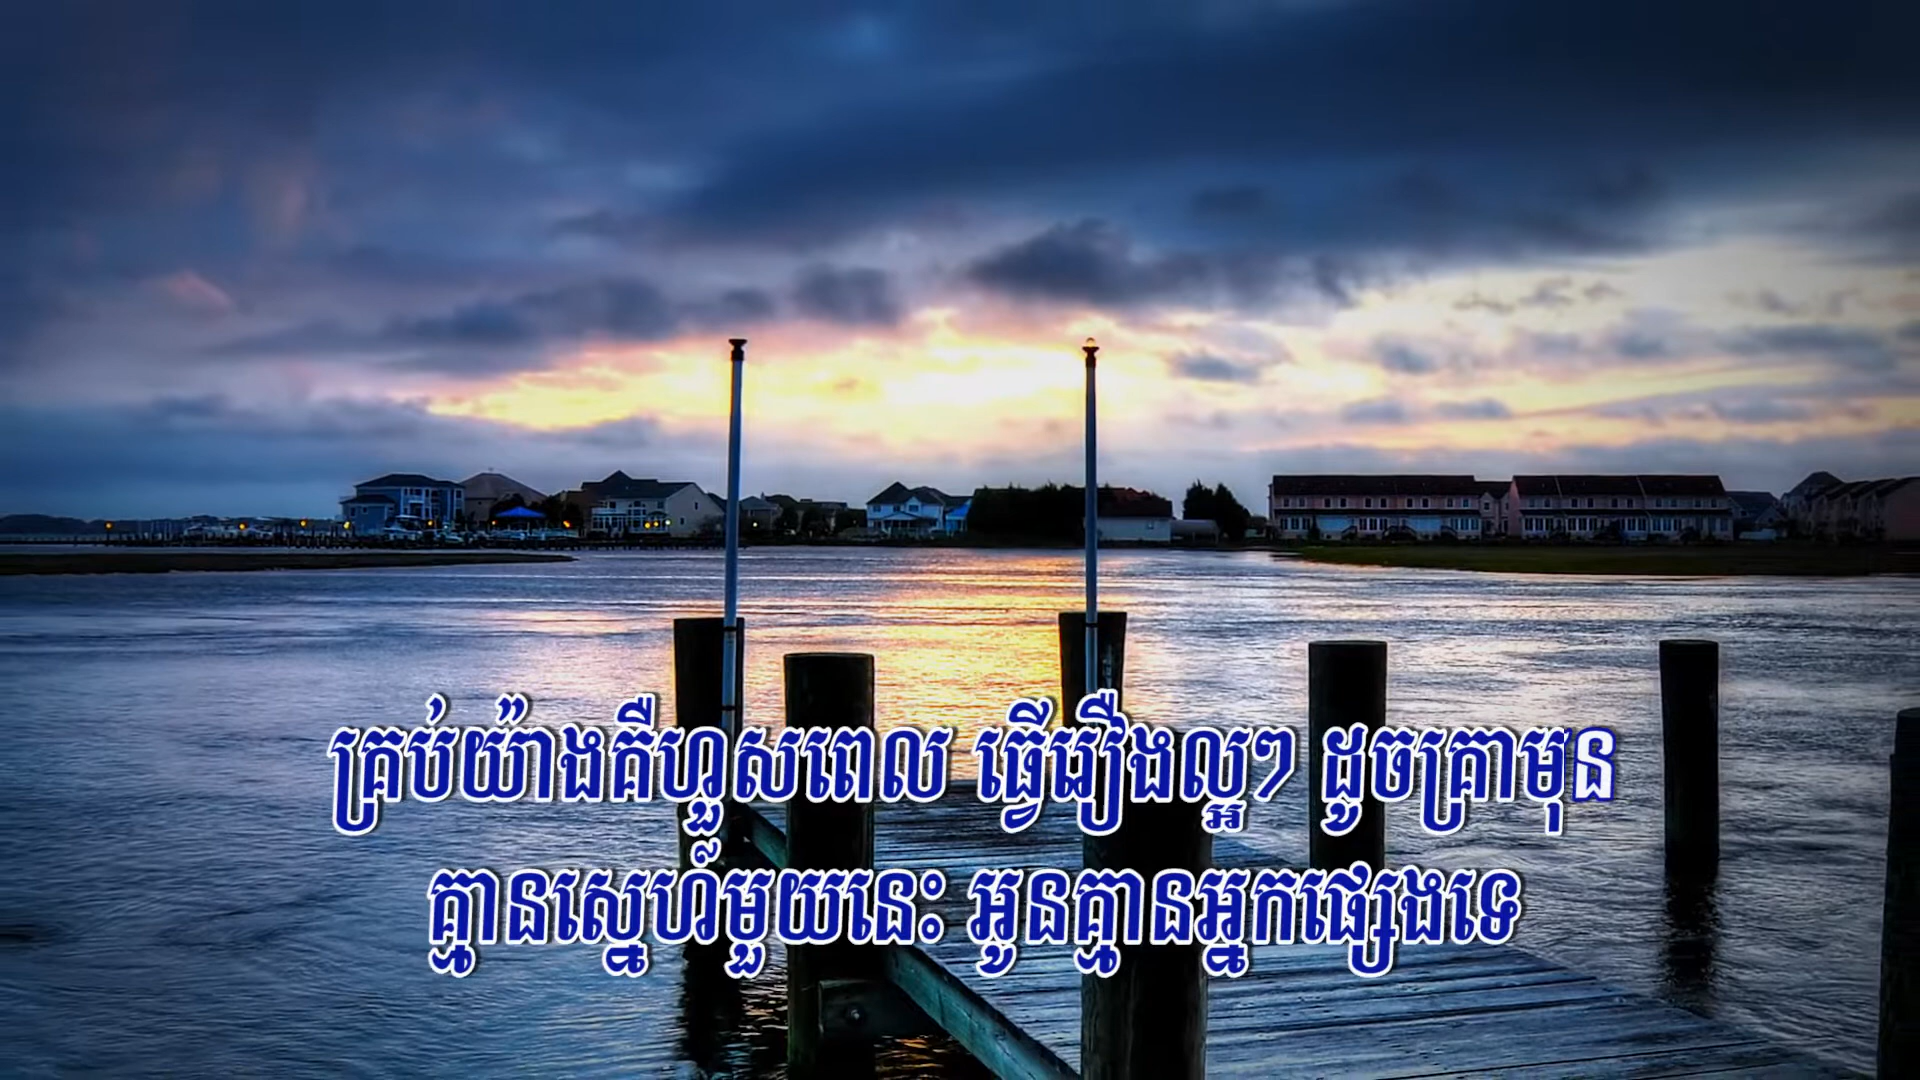 គ្រប់យ៉ាងគឺហួសពេល ធ្វើរឿងល្អៗ ដូចគ្រាមុន
គ្មានស្នេហ៍មួយនេះ អូនគ្មានអ្នកផ្សេងទេ